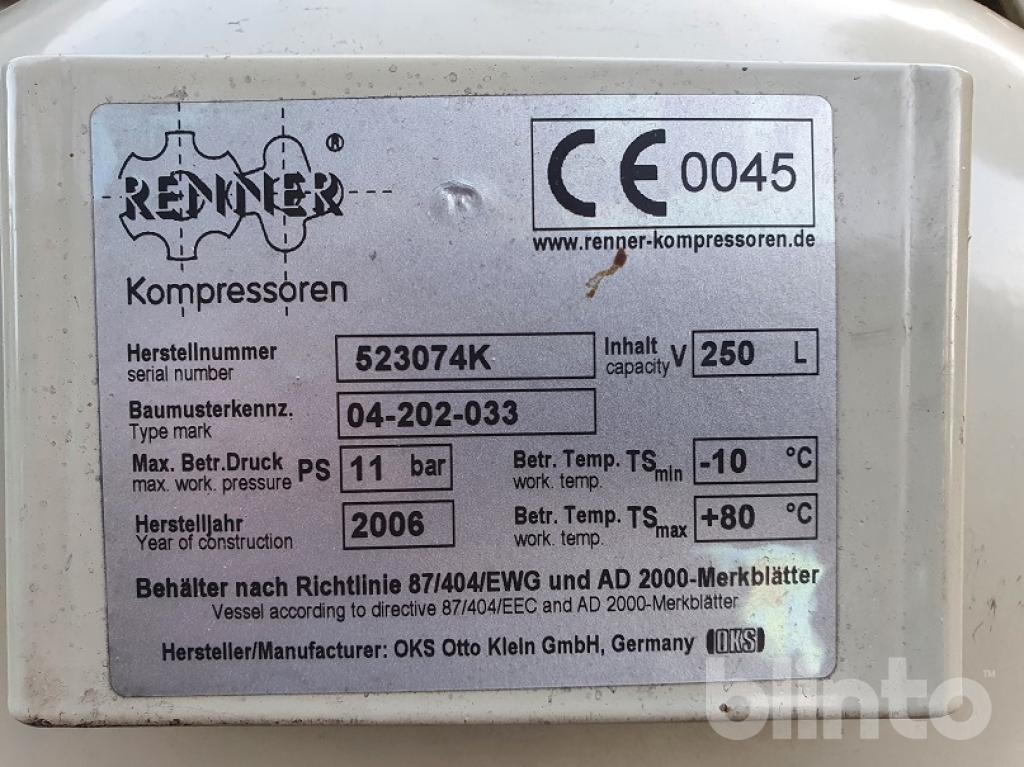 RENNER®
Kompressoren
CE 0045
www.renner-kompressoren.de
Herstellnummer
serial number
523074K
Inhalt
capacity
V
250 L
Baumusterkennz.
Type mark
04-202-033
Max. Betr.Druck
max. work. pressure
PS
11 bar
Betr. Temp. TSmin
work. temp.
-10 °C
Herstelljahr
Year of construction
2006
Betr. Temp. TSmax
work. temp.
+80 °C
Behälter nach Richtlinie 87/404/EWG und AD 2000-Merkblätter
Vessel according to directive 87/404/EEC and AD 2000-Merkblätter
Hersteller/Manufacturer: OKS Otto Klein GmbH, Germany OKS
blinto™